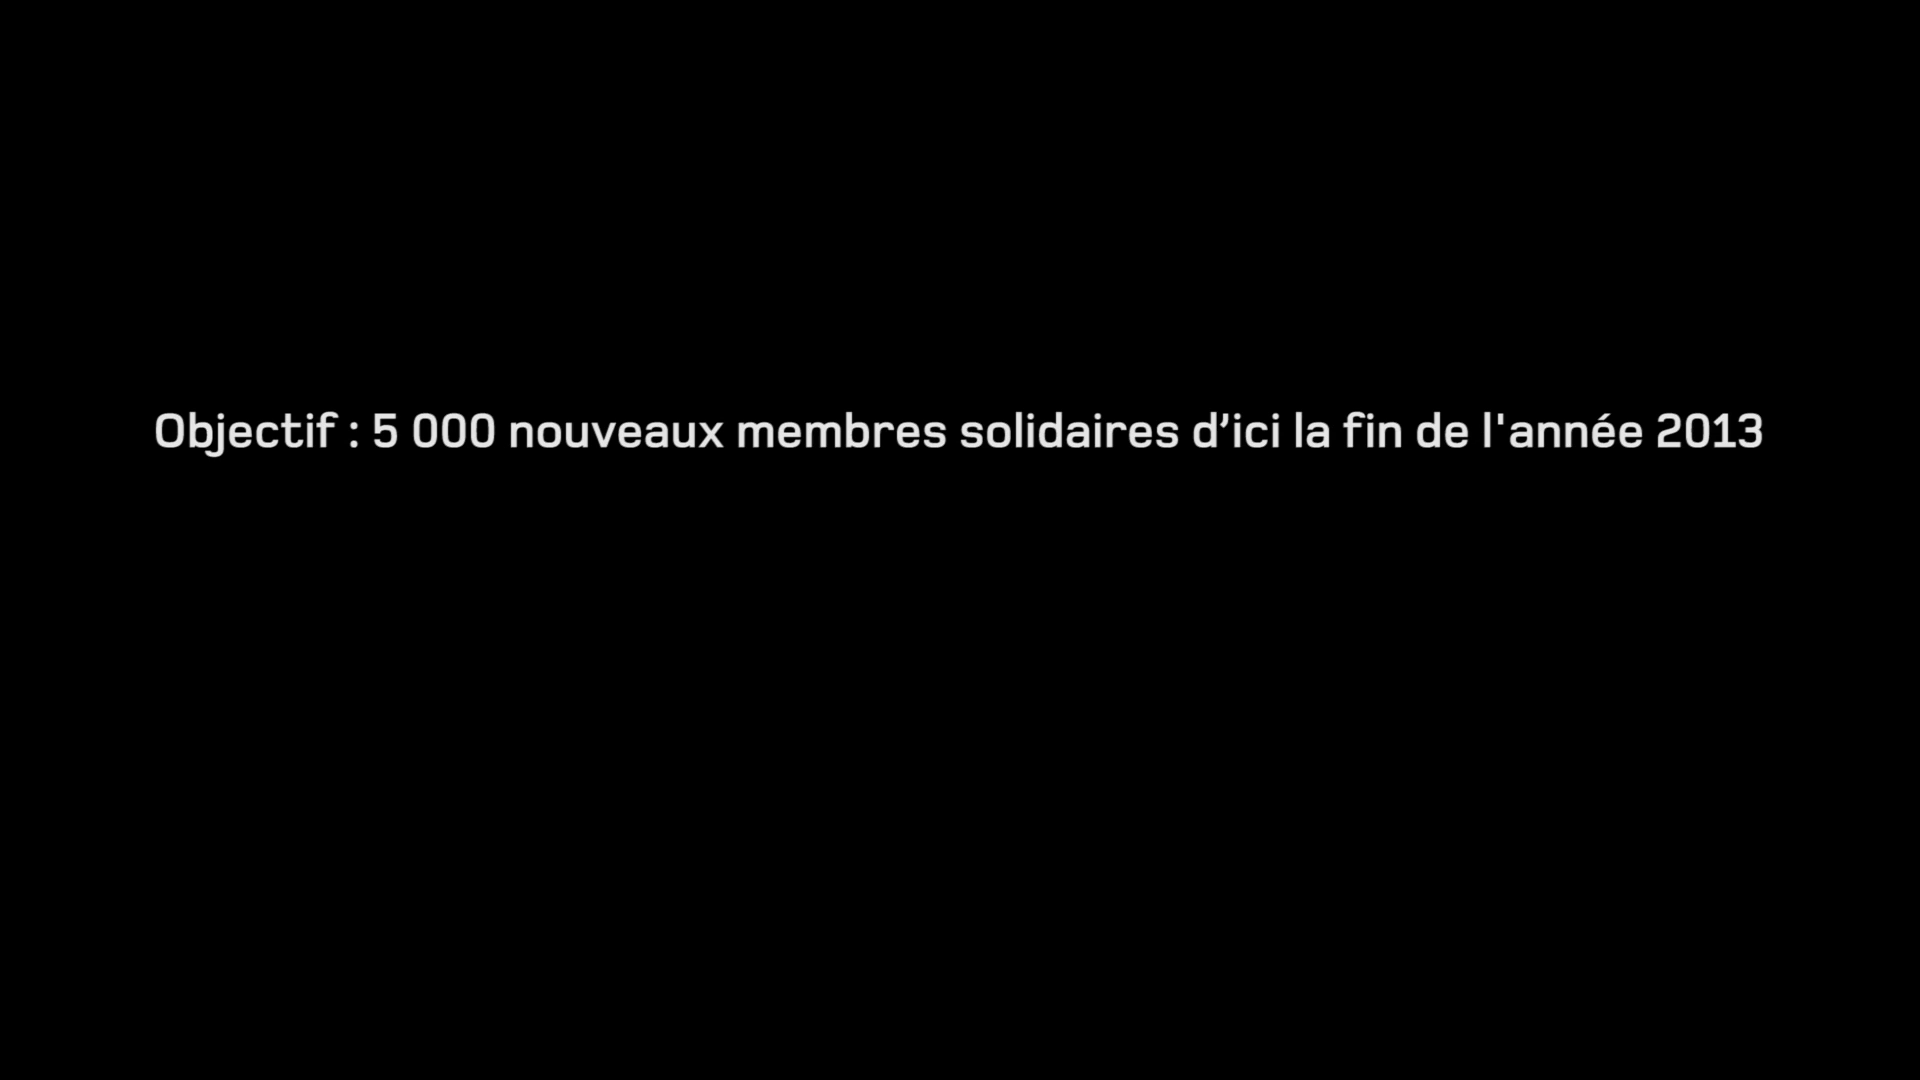 Objectif : 5 000 nouveaux membres solidaires d’ici la fin de l'année 2013